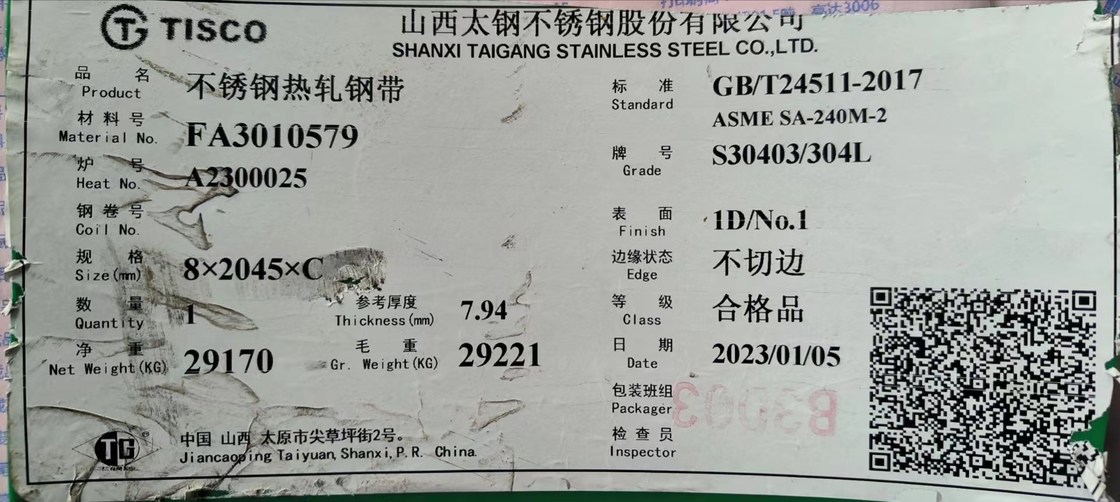 TISCO
山西太钢不锈钢股份有限公司
SHANXI TAIGANG STAINLESS STEEL CO.,LTD.
品 名 不锈钢热轧钢带
Product
标 准 GB/T24511-2017
Standard ASME SA-240M-2
材料号 FA3010579
Material No.
牌 号 S30403/304L
Grade
炉 号 A2300025
Heat No.
钢卷号
Coil No.
表 面 1D/No.1
Finish
规 格 8×2045×C
Size(mm)
边缘状态 不切边
Edge
数 量 1
Quantity
参考厚度 7.94
Thickness(mm)
等 级 合格品
Class
净 重 29170
Net Weight(KG)
毛 重 29221
Gr. Weight(KG)
日 期 2023/01/05
Date
包装班组
Packager
检 查 员
Inspector
TG
中国 山西 太原市尖草坪街2号。
Jiancaoping Taiyuan,Shanxi,P.R. China